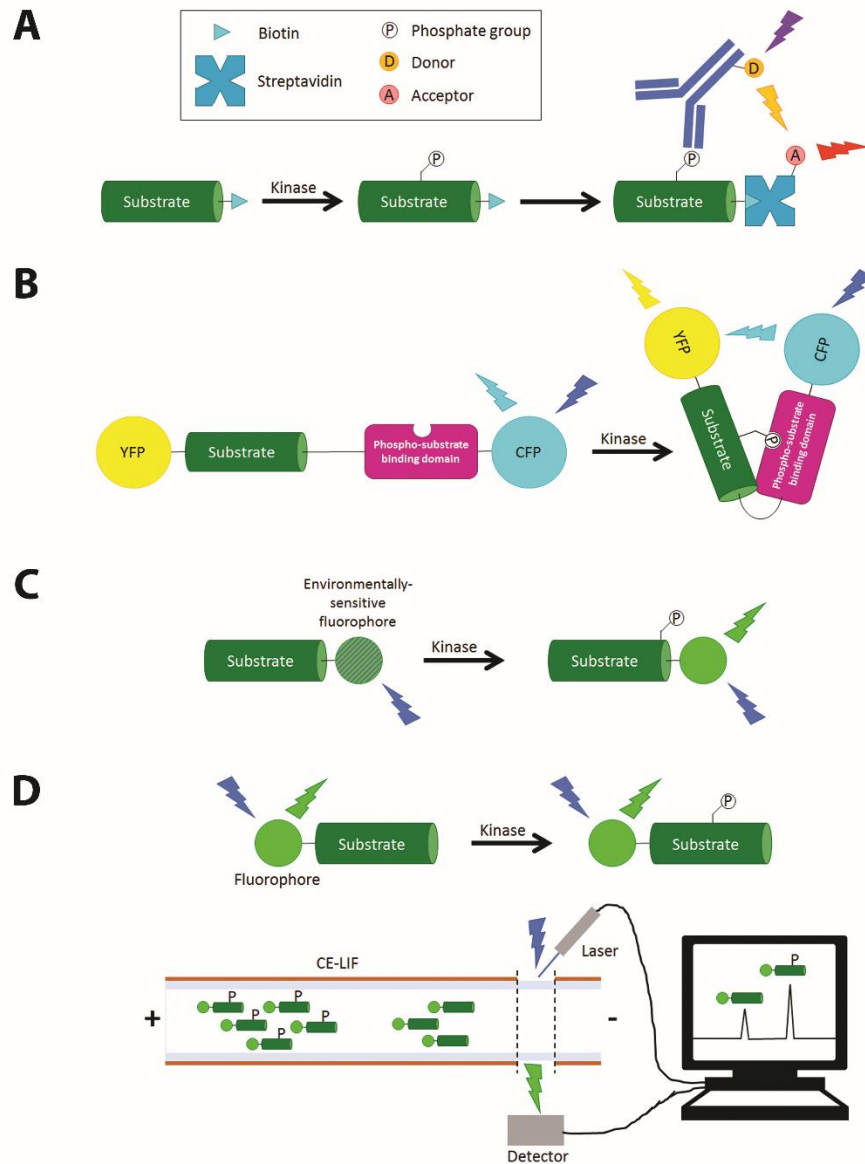 A
Biotin
Streptavidin
P Phosphate group
D Donor
A Acceptor
D
A
P
P
Substrate
Kinase
Substrate
Substrate
B
YFP
CFP
YFP
Substrate
Phospho-substrate
binding domain
CFP
Kinase
Substrate
P
Phospho-substrate
binding domain
C
Environmentally-
sensitive
fluorophore
P
Substrate
Kinase
Substrate
D
P
Substrate
Kinase
Substrate
Fluorophore
CE-LIF
Laser
P
P
P
P
P
P
+
-
Detector